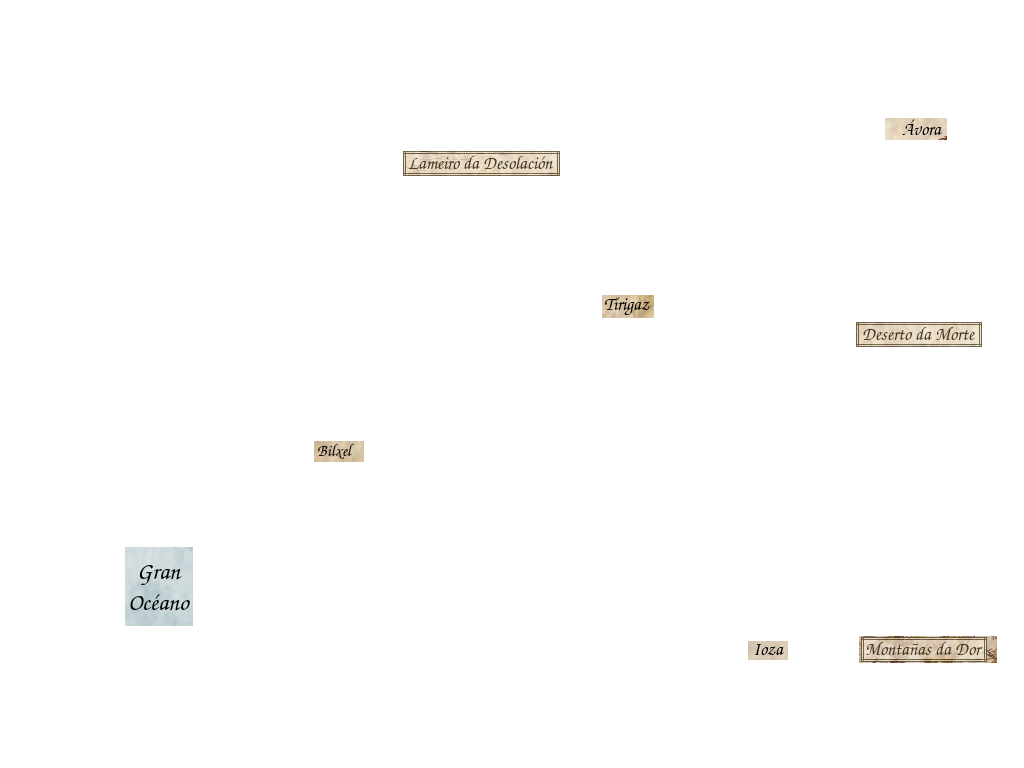 Ávora
Lameiro da Desolación
Tirigaz
Deserto da Morte
Bilxel
Gran
Océano
Ioza
Montañas da Dor